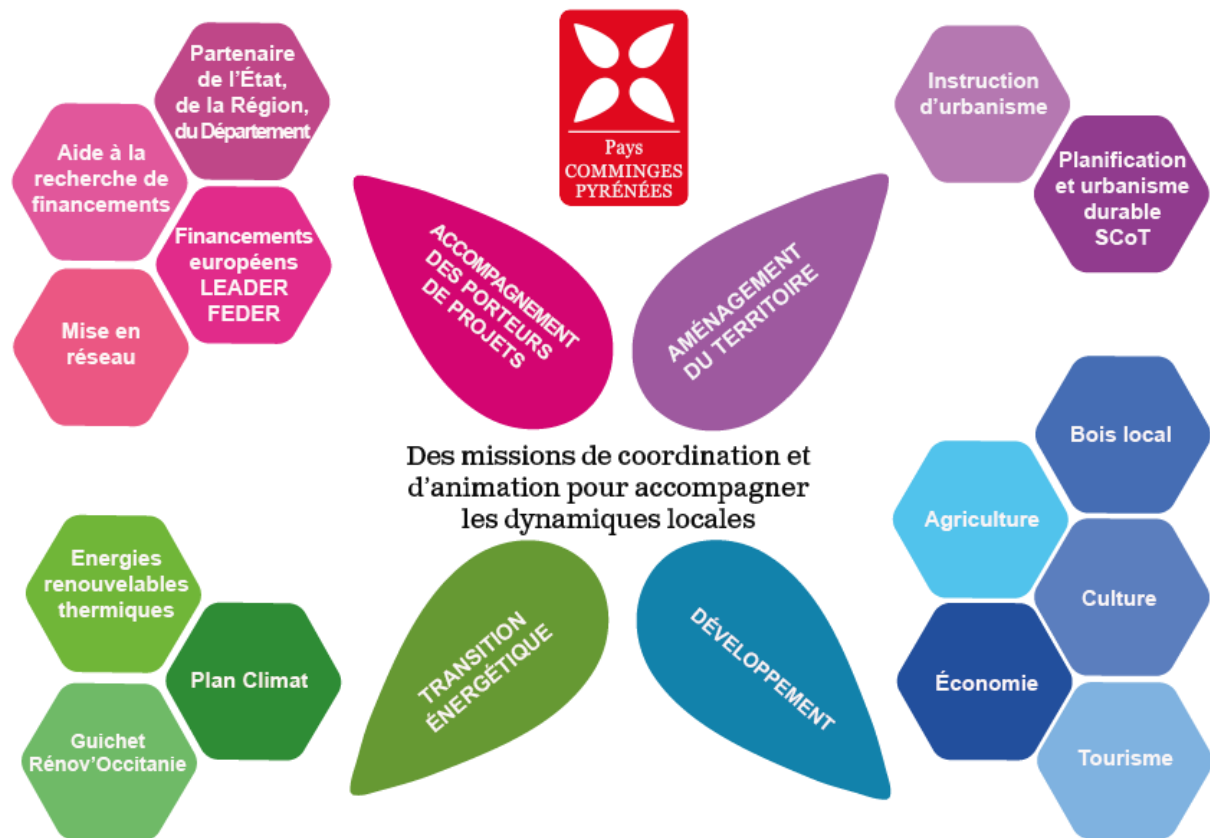 Partenaire
de l'État,
de la Région,
du Département
Aide à la
recherche de
financements
Financements
européens
LEADER
FEDER
Mise en
réseau
Pays
COMMINGES
PYRÉNÉES
Instruction
d'urbanisme
Planification
et urbanisme
durable
SCoT
ACCOMPAGNEMENT
DES PORTEURS
DE PROJETS
AMÉNAGEMENT
DU TERRITOIRE
Des missions de coordination et
d'animation pour accompagner
les dynamiques locales
Energies
renouvelables
thermiques
Plan Climat
Guichet
Rénov'Occitanie
TRANSITION
ÉNERGÉTIQUE
DÉVELOPPEMENT
Bois local
Agriculture
Culture
Économie
Tourisme